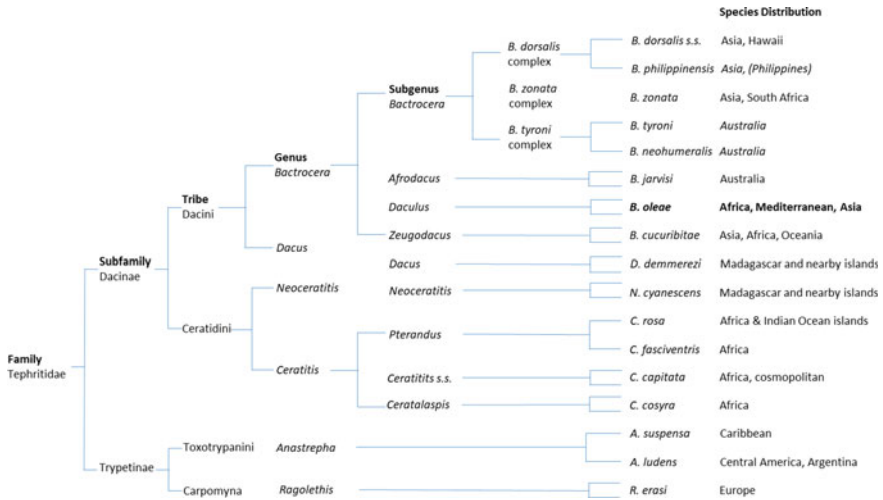 Species Distribution
B. dorsalis s.s. Asia, Hawaii
B. dorsalis
complex
B. philippinensis Asia, (Philippines)
Subgenus
Bactrocera
B. zonata
complex
B. zonata Asia, South Africa
B. tyroni Australia
B. tyroni
complex
B. neohumeralis Australia
Genus
Bactrocera
Afrodacus B. jarvisi Australia
Tribe
Dacini
Daculus B. oleae Africa, Mediterranean, Asia
Zeugodacus B. cucuribitae Asia, Africa, Oceania
Dacus
Subfamily
Dacinae
Dacus D. demmerezi Madagascar and nearby islands
Neoceratitis Neoceratitis N. cyanescens Madagascar and nearby islands
Ceratidini
Pterandus
C. rosa Africa & Indian Ocean islands
C. fasciventris Africa
Family
Tephritidae
Ceratitis
Ceratitits s.s. C. capitata Africa, cosmopolitan
Ceratalaspis C. cosyra Africa
Toxotrypanini Anastrepha
A. suspensa Caribbean
Trypetinae
A. ludens Central America, Argentina
Carpomyna Ragolethis R. erasi Europe